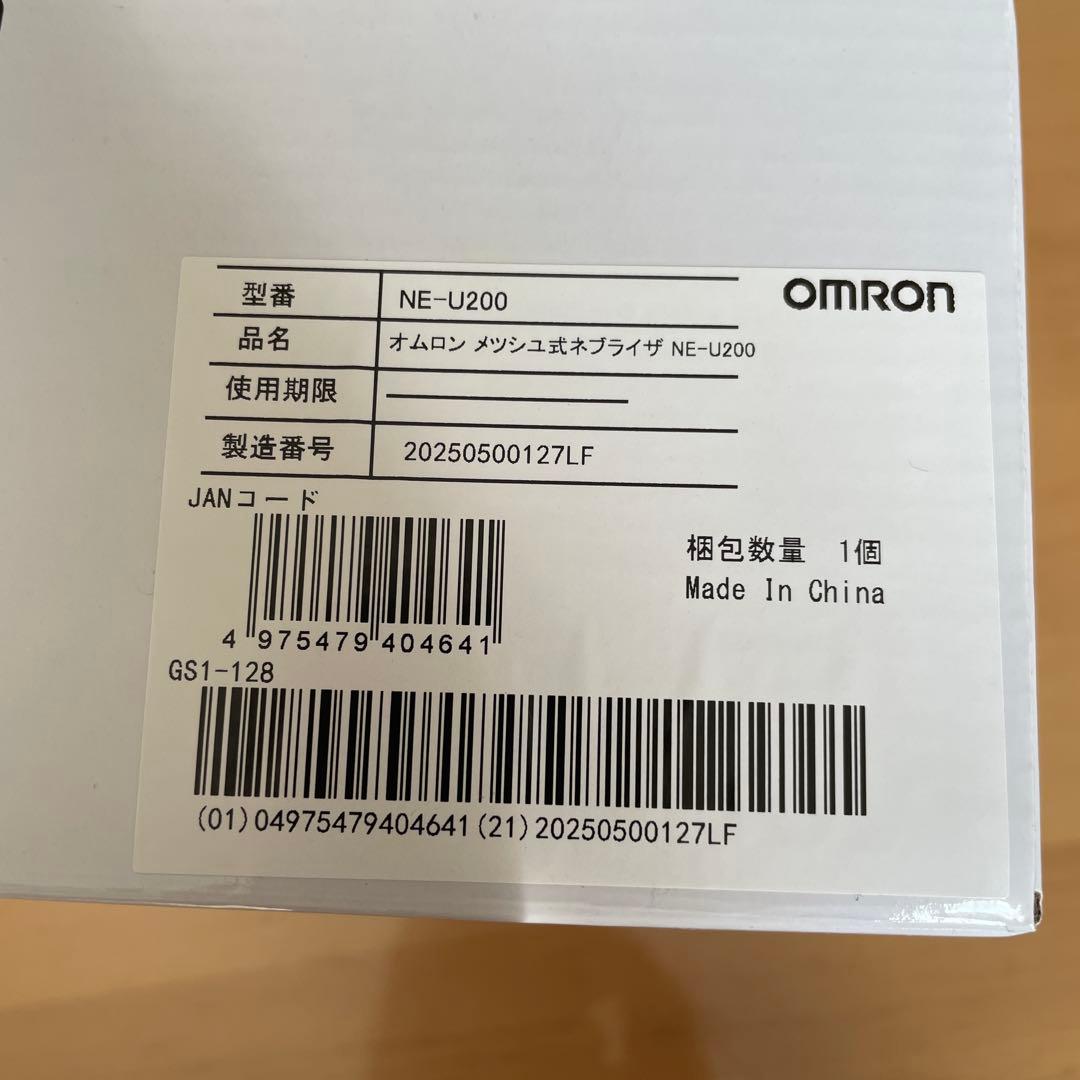 OMRON
型番 NE-U200
品名 オムロン メツシユ式ネブライザ NE-U200
使用期限 ――――――――
製造番号 20250500127LF
JANコード
4 975479 404641
梱包数量 1個
Made In China
GS1-128
(01)04975479404641(21)20250500127LF